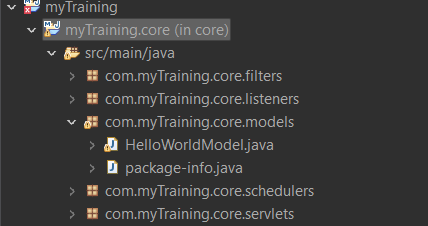 myTraining
myTraining.core (in core)
src/main/java
com.myTraining.core.filters
com.myTraining.core.listeners
com.myTraining.core.models
HelloWorldModel.java
package-info.java
com.myTraining.core.schedulers
com.myTraining.core.servlets